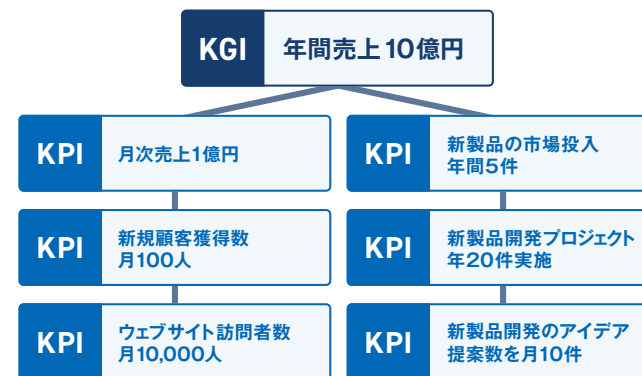 KGI 年間売上10億円
KPI 月次売上1億円
KPI 新製品の市場投入
年間5件
KPI 新規顧客獲得数
月100人
KPI 新製品開発プロジェクト
年20件実施
KPI ウェブサイト訪問者数
月10,000人
KPI 新製品開発のアイデア
提案数を月10件